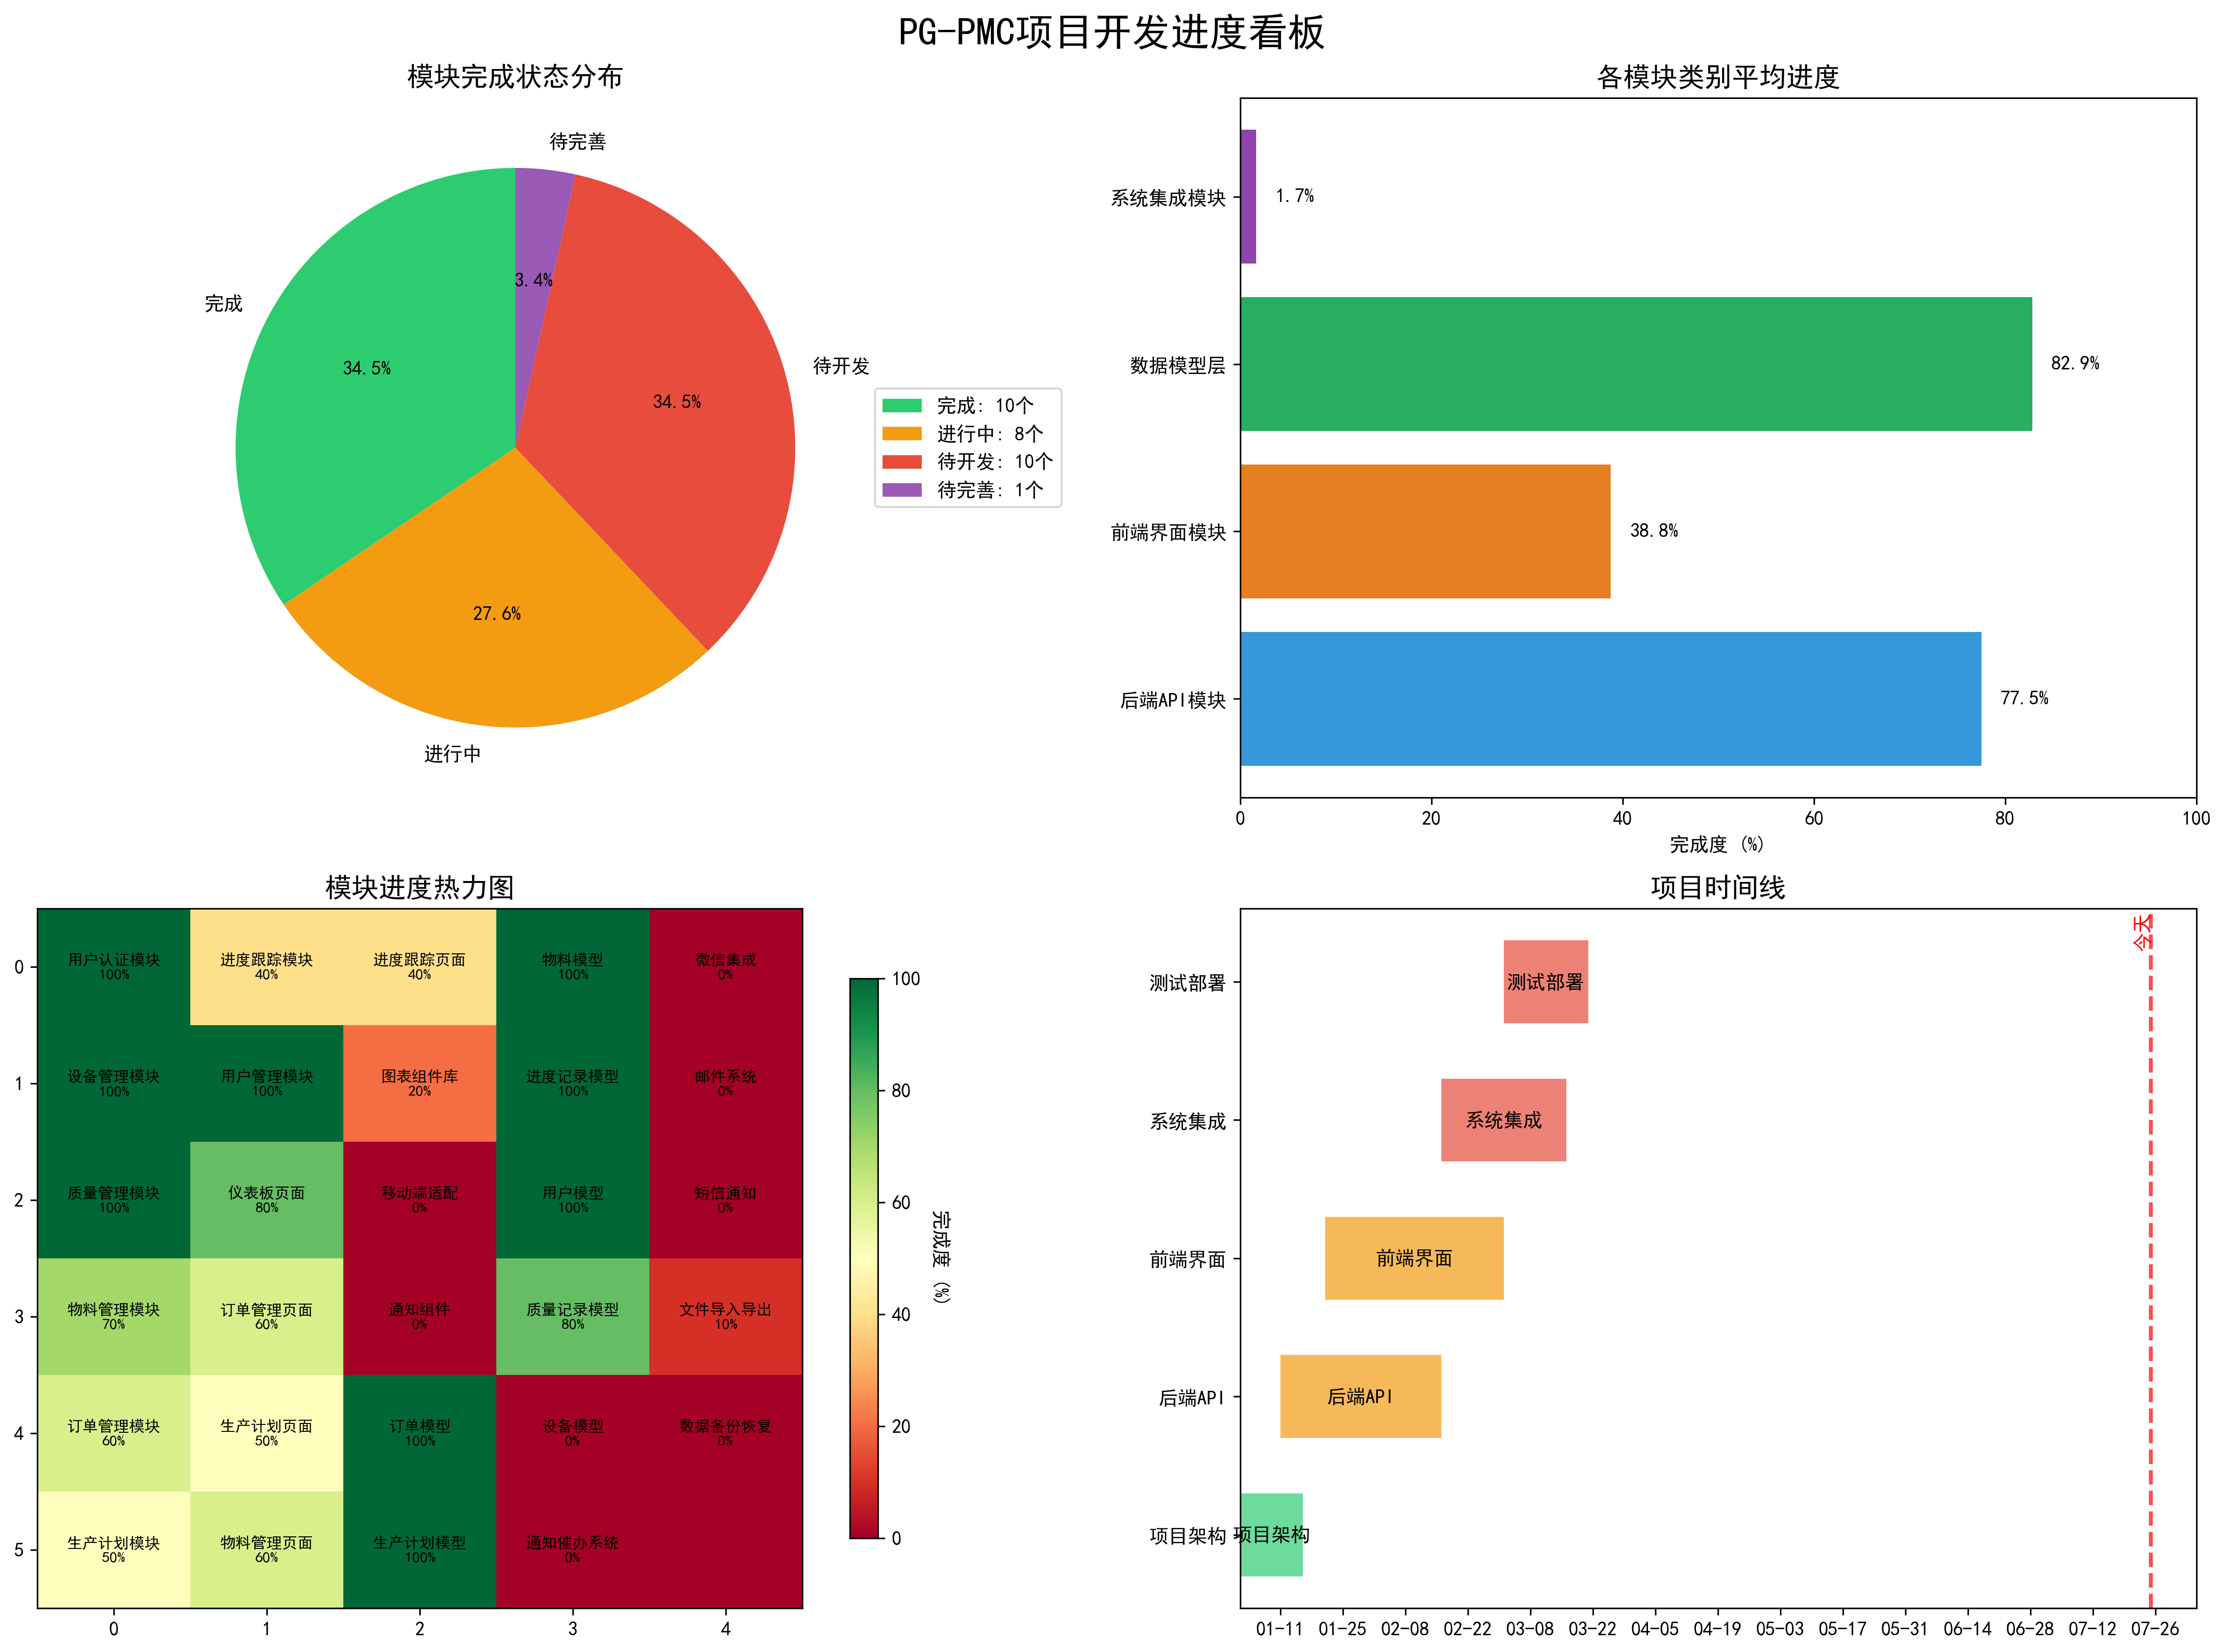 PG-PMC项目开发进度看板
模块完成状态分布
待完善
3.4%
完成
34.5%
待开发
34.5%
27.6%
进行中
完成: 10个
进行中: 8个
待开发: 10个
待完善: 1个
各模块类别平均进度
系统集成模块
1.7%
数据模型层
82.9%
前端界面模块
38.8%
后端API模块
77.5%
0 20 40 60 80 100
完成度 (%)
模块进度热力图
0
用户认证模块
100%
进度跟踪模块
40%
进度跟踪页面
40%
物料模型
100%
微信集成
0%
1
设备管理模块
100%
用户管理模块
100%
图表组件库
20%
进度记录模型
100%
邮件系统
0%
2
质量管理模块
100%
仪表板页面
80%
移动端适配
0%
用户模型
100%
短信通知
0%
3
物料管理模块
70%
订单管理页面
60%
通知组件
0%
质量记录模型
80%
文件导入导出
10%
4
订单管理模块
60%
生产计划页面
50%
订单模型
100%
设备模型
0%
数据备份恢复
0%
5
生产计划模块
50%
物料管理页面
60%
生产计划模型
100%
通知催办系统
0%
0 1 2 3 4
100
80
60
40
20
0
完成度 (%)
项目时间线
今天
测试部署
测试部署
系统集成
系统集成
前端界面
前端界面
后端API
后端API
项目架构
项目架构
01-11 01-25 02-08 02-22 03-08 03-22 04-05 04-19 05-03 05-17 05-31 06-14 06-28 07-12 07-26